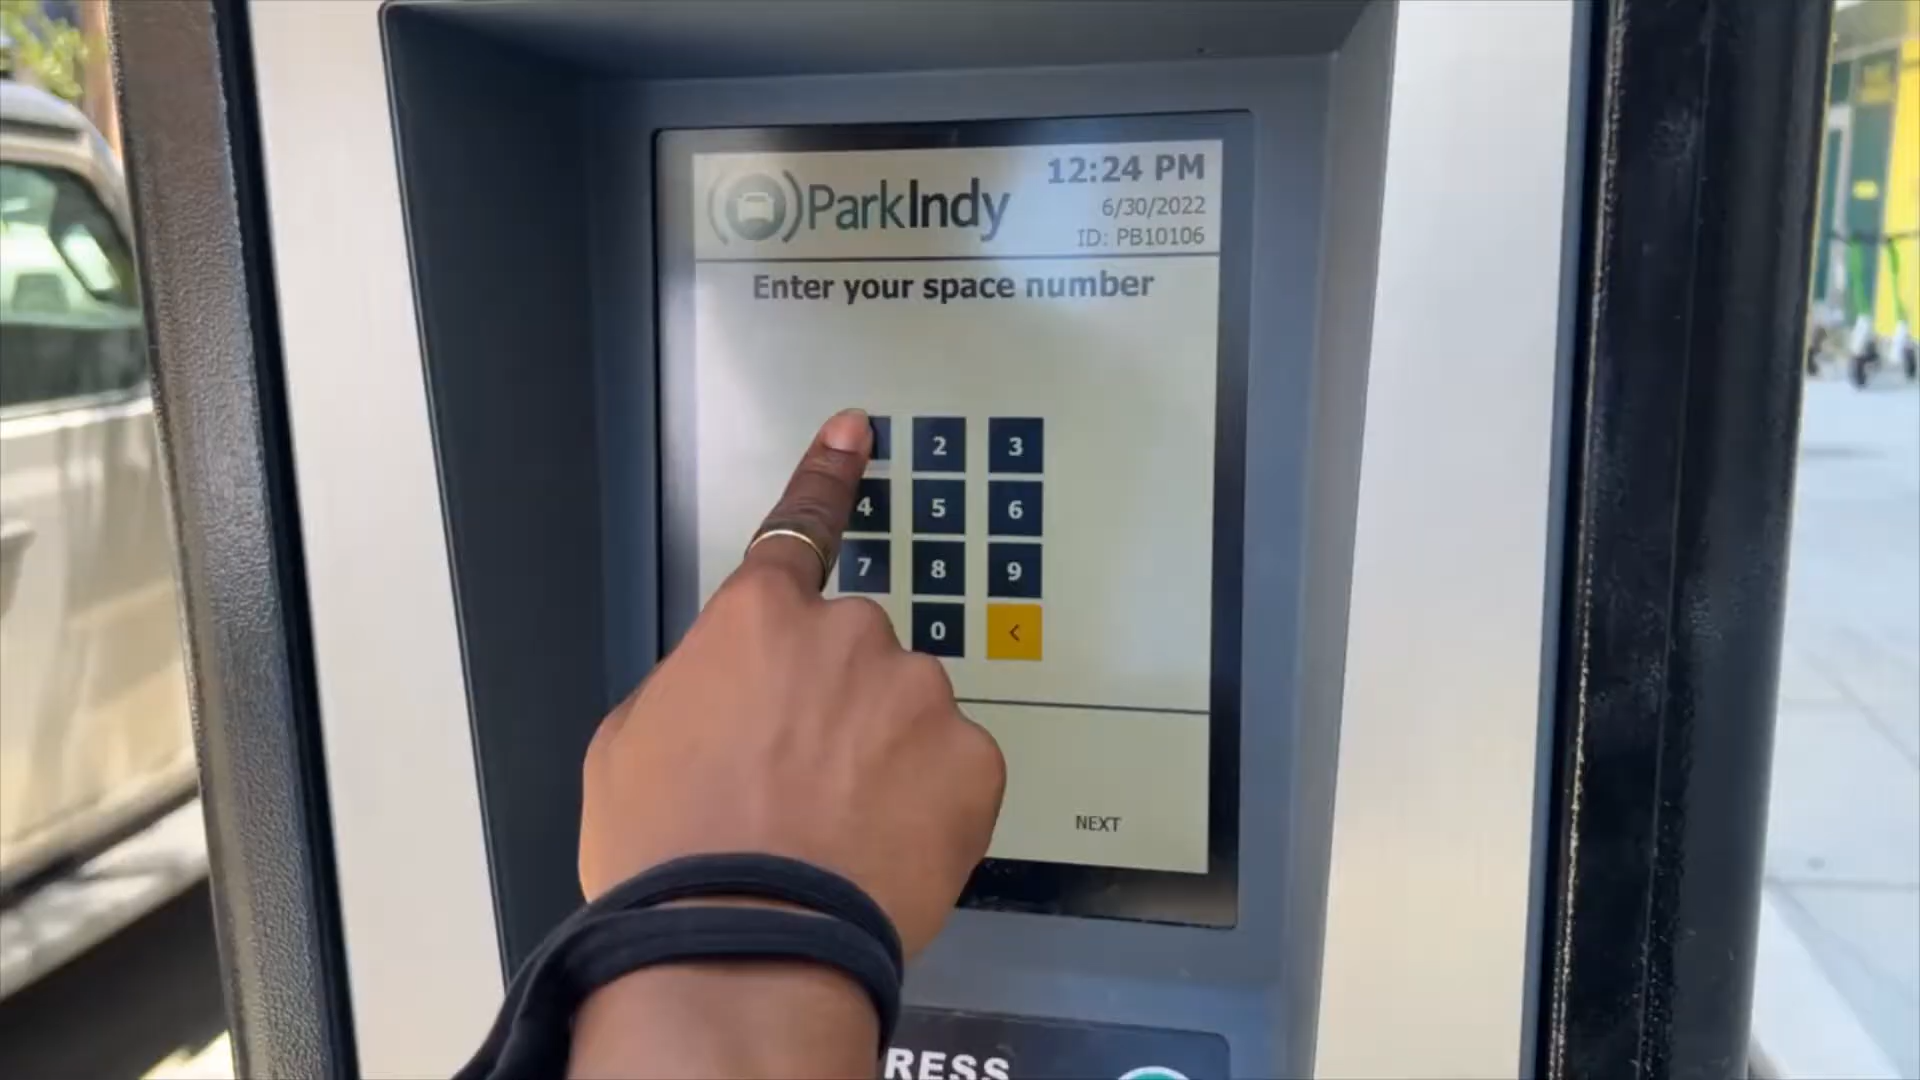 ParkIndy
12:24 PM
6/30/2022
ID: PB10106
Enter your space number
2 3
4 5 6
7 8 9
0 <
NEXT